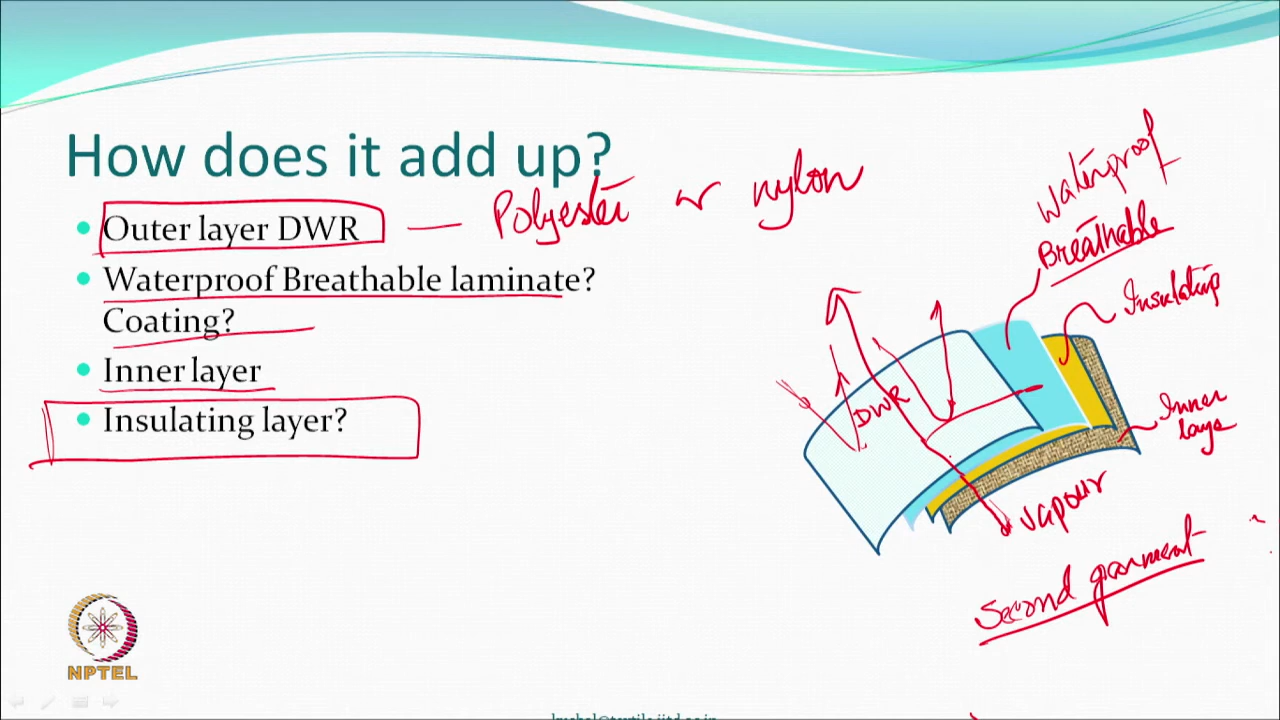 How does it add up?
Outer layer DWR — Polyester or nylon
Waterproof Breathable laminate?
Coating?
Inner layer
Insulating layer?
Waterproof
Breathable
Insulating
DWR
Inner
vapour
Second garment
NPTEL